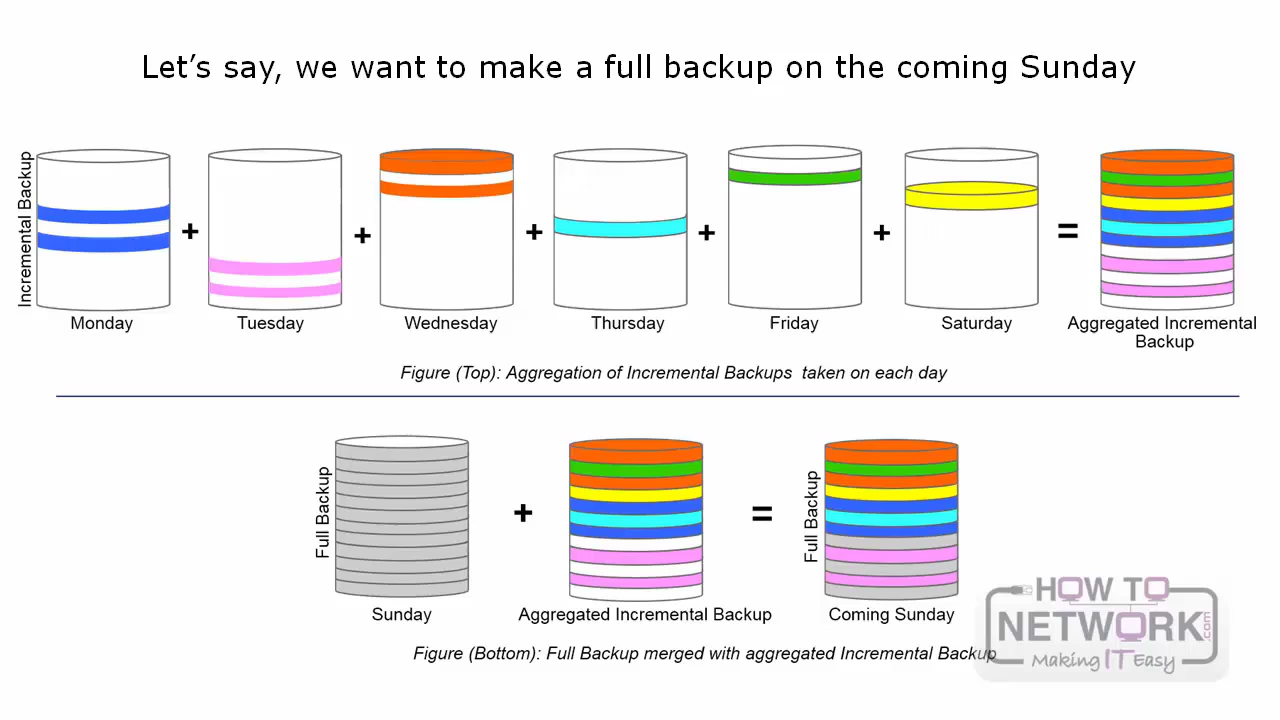 Let's say, we want to make a full backup on the coming Sunday
Incremental Backup
+
+
+
+
+
=
Monday
Tuesday
Wednesday
Thursday
Friday
Saturday
Aggregated Incremental
Backup
Figure (Top): Aggregation of Incremental Backups taken on each day
Full Backup
+
=
Full Backup
Sunday
Aggregated Incremental Backup
Coming Sunday
Figure (Bottom): Full Backup merged with aggregated Incremental Backup
HOW TO
NETWORK.com
Making IT Easy